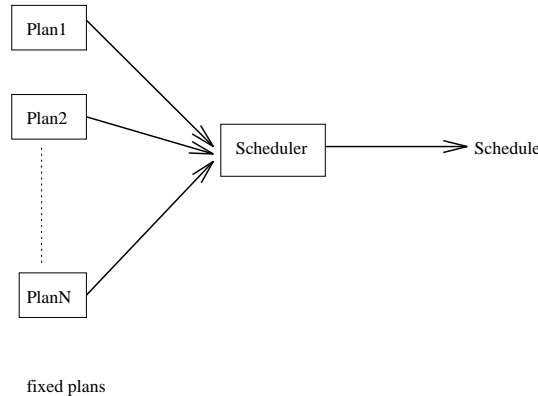 Plan1
Plan2
Scheduler
Schedule
PlanN
fixed plans